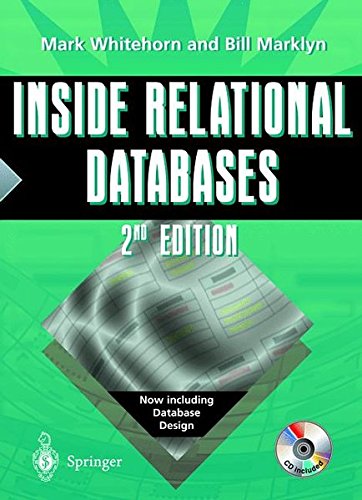 Mark Whitehorn and Bill Marklyn
INSIDE RELATIONAL
DATABASES
2ND EDITION
Now including
Database
Design
Springer
CD included